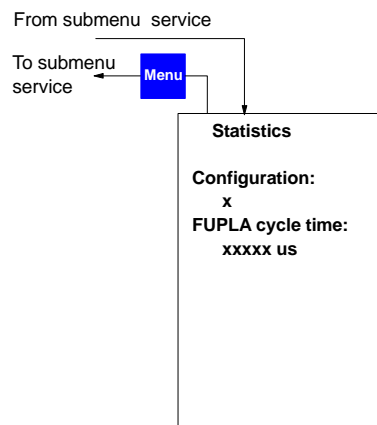 From submenu service
To submenu
service
Menu
Statistics
Configuration:
x
FUPLA cycle time:
xxxxx us